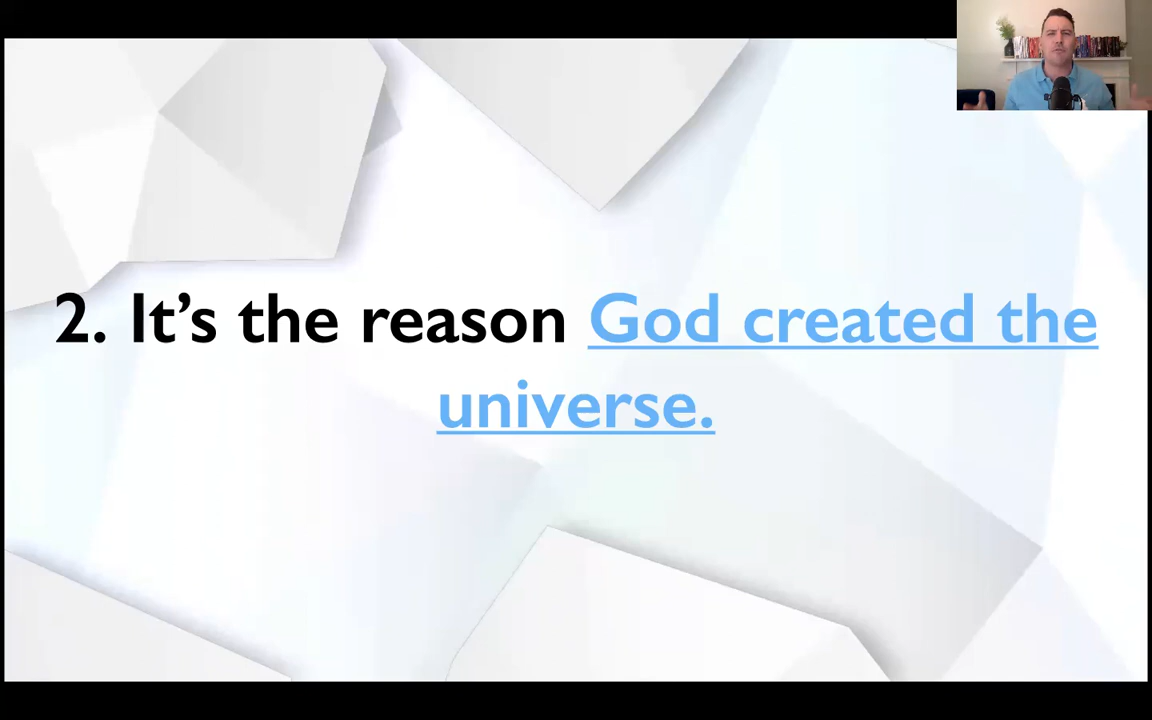 2. It’s the reason God created the
universe.